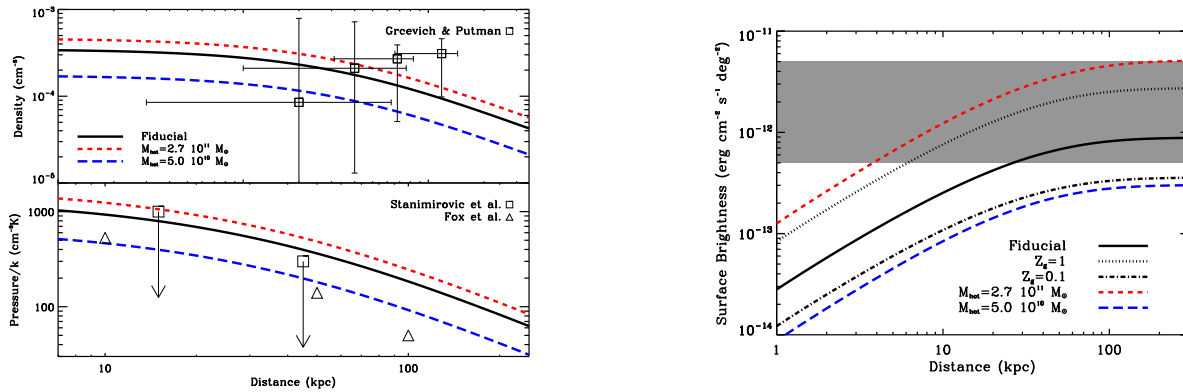 10⁻³
Grcevich & Putman
Density (cm⁻³)
10⁻⁴
Fiducial
M_hot=2.7 10¹¹ M⊙
M_hot=5.0 10¹⁰ M⊙
10⁻⁵
Stanimirovic et al.
Fox et al.
1000
Pressure/k (cm⁻³K)
100
10 100
Distance (kpc)
10⁻¹¹
Surface Brightness (erg cm⁻² s⁻¹ deg⁻²)
10⁻¹²
10⁻¹³
Fiducial
Z_g=1
Z_g=0.1
M_hot=2.7 10¹¹ M⊙
M_hot=5.0 10¹⁰ M⊙
10⁻¹⁴
1 10 100
Distance (kpc)